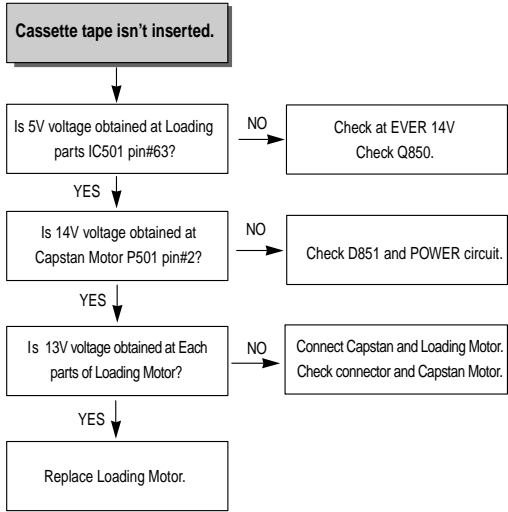 Cassette tape isn't inserted.
Is 5V voltage obtained at Loading
parts IC501 pin#63?
NO
Check at EVER 14V
Check Q850.
YES
Is 14V voltage obtained at
Capstan Motor P501 pin#2?
NO
Check D851 and POWER circuit.
YES
Is 13V voltage obtained at Each
parts of Loading Motor?
NO
Connect Capstan and Loading Motor.
Check connector and Capstan Motor.
YES
Replace Loading Motor.